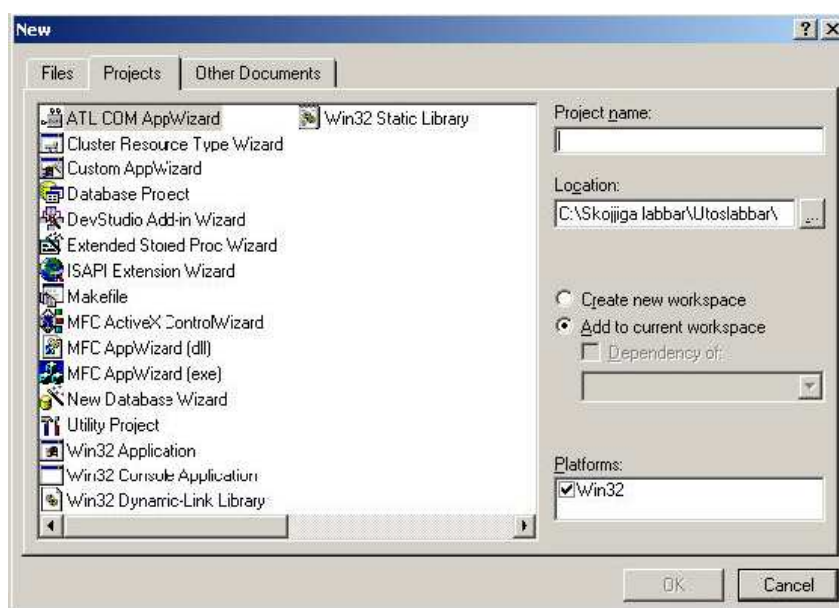 New
Files Projects Other Documents
ATL COM AppWizard
Cluster Resource Type Wizard
Custom AppWizard
Database Project
DevStudio Add-in Wizard
Extended Stored Proc Wizard
ISAPI Extension Wizard
Makefile
MFC ActiveX ControlWizard
MFC AppWizard (dll)
MFC AppWizard (exe)
New Database Wizard
Utility Project
Win32 Application
Win32 Console Application
Win32 Dynamic-Link Library
Win32 Static Library
Project name:
Location:
C:\Skojjiga labbar\Utoslabbar\
...
Create new workspace
Add to current workspace
Dependency of:
Platforms:
Win32
OK Cancel